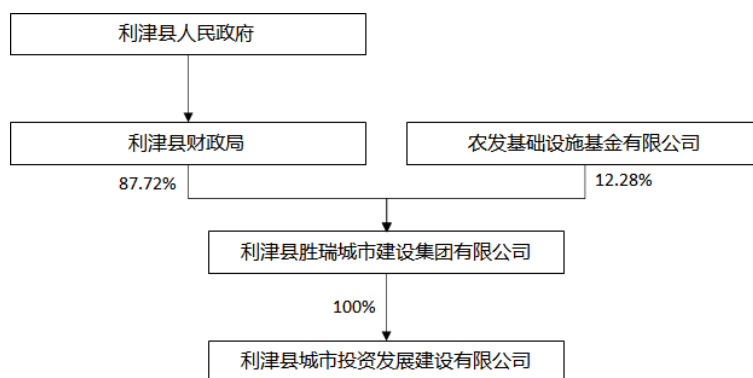 利津县人民政府
利津县财政局
农发基础设施基金有限公司
87.72%
12.28%
利津县胜瑞城市建设集团有限公司
100%
利津县城市投资发展建设有限公司